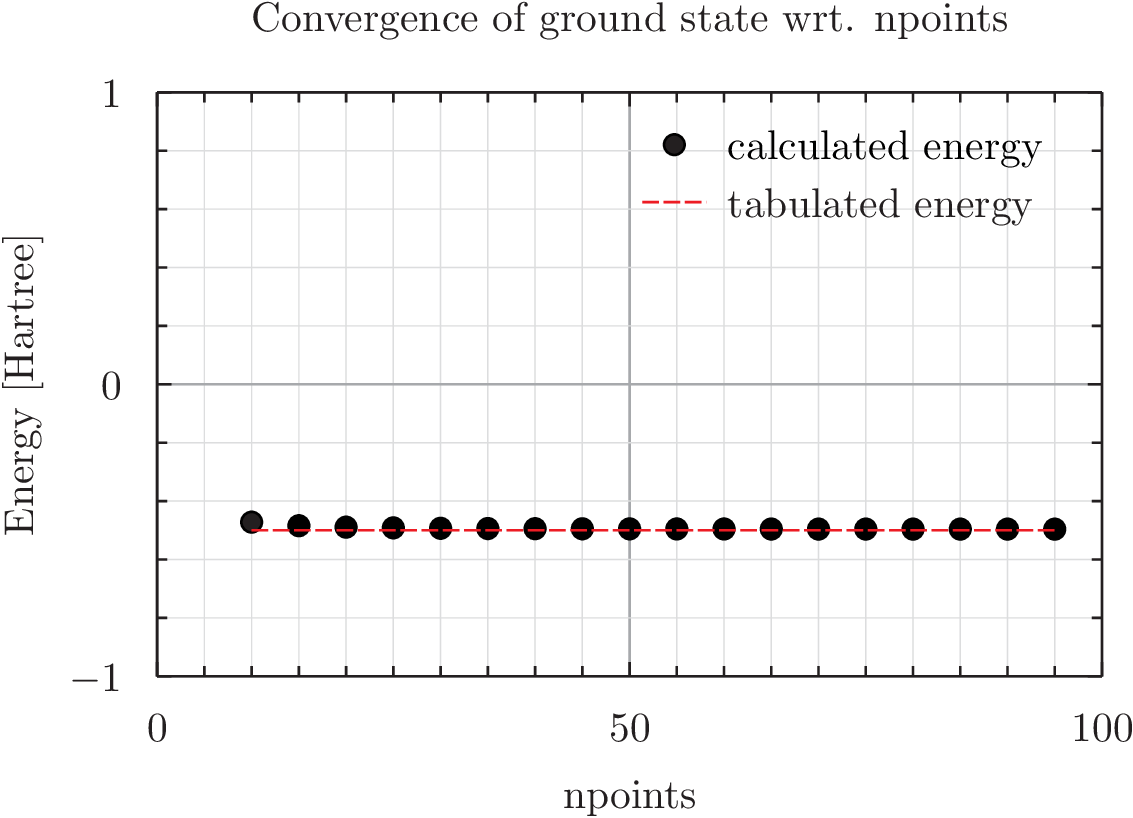 Convergence of ground state wrt. npoints
1
calculated energy
tabulated energy
Energy [Hartree]
0
−1
0
50
100
npoints